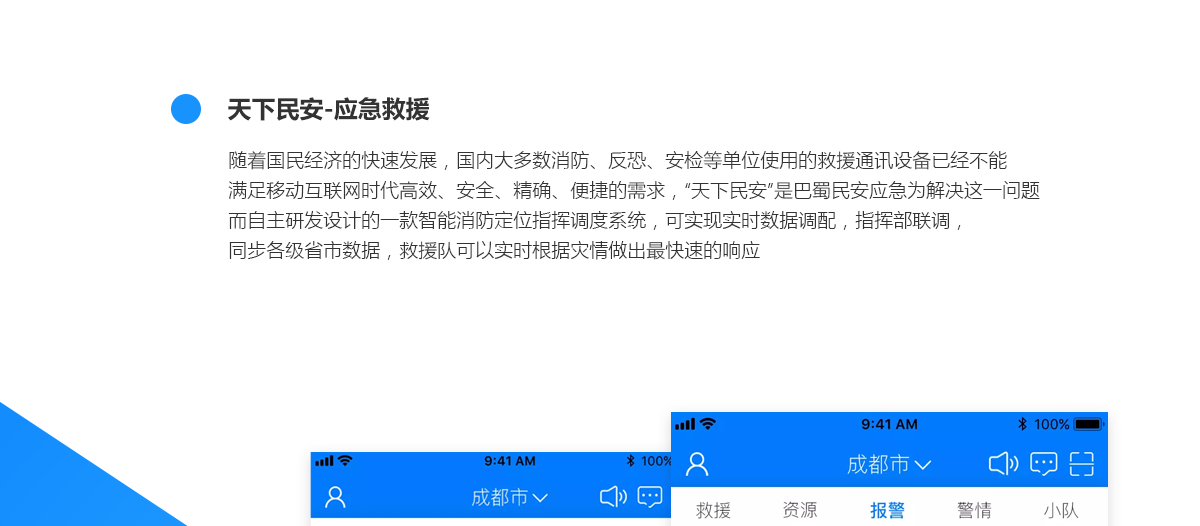 天下民安-应急救援
随着国民经济的快速发展，国内大多数消防、反恐、安检等单位使用的救援通讯设备已经不能
满足移动互联网时代高效、安全、精确、便捷的需求，“天下民安”是巴蜀民安应急为解决这一问题
而自主研发设计的一款智能消防定位指挥调度系统，可实现实时数据调配，指挥部联调，
同步各级省市数据，救援队可以实时根据灾情做出最快速的响应
9:41 AM 100%
成都市
救援 资源 报警 警情 小队
9:41 AM 100%
成都市